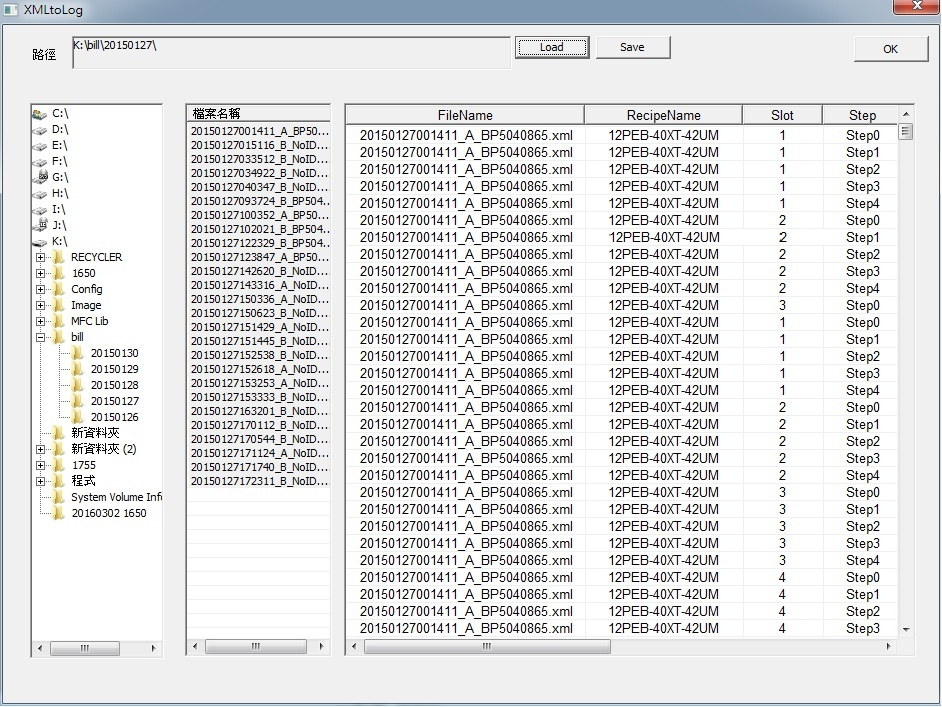 XMLtoLog
路徑 K:\bill\20150127\ Load Save OK
C:\
D:\
E:\
F:\
G:\
H:\
I:\
J:\
K:\
RECYCLER
1650
Config
Image
MFC Lib
bill
20150130
20150129
20150128
20150127
20150126
新資料夾
新資料夾 (2)
1755
程式
System Volume Inf
20160302 1650
檔案名稱
20150127001411_A_BP50...
20150127015116_B_NoID...
20150127033512_B_NoID...
20150127034922_B_NoID...
20150127040347_B_NoID...
20150127093724_B_BP504...
20150127100352_A_BP50...
20150127102021_B_BP504...
20150127122329_B_BP504...
20150127123847_A_BP50...
20150127142620_B_NoID...
20150127143316_A_NoID...
20150127150336_A_NoID...
20150127150623_B_NoID...
20150127151429_A_NoID...
20150127151445_B_NoID...
20150127152538_B_NoID...
20150127152618_A_NoID...
20150127153253_A_NoID...
20150127153333_B_NoID...
20150127163201_B_NoID...
20150127170112_B_NoID...
20150127170544_B_NoID...
20150127171124_A_NoID...
20150127171740_B_NoID...
20150127172311_B_NoID...
FileName RecipeName Slot Step
20150127001411_A_BP5040865.xml 12PEB-40XT-42UM 1 Step0
20150127001411_A_BP5040865.xml 12PEB-40XT-42UM 1 Step1
20150127001411_A_BP5040865.xml 12PEB-40XT-42UM 1 Step2
20150127001411_A_BP5040865.xml 12PEB-40XT-42UM 1 Step3
20150127001411_A_BP5040865.xml 12PEB-40XT-42UM 1 Step4
20150127001411_A_BP5040865.xml 12PEB-40XT-42UM 2 Step0
20150127001411_A_BP5040865.xml 12PEB-40XT-42UM 2 Step1
20150127001411_A_BP5040865.xml 12PEB-40XT-42UM 2 Step2
20150127001411_A_BP5040865.xml 12PEB-40XT-42UM 2 Step3
20150127001411_A_BP5040865.xml 12PEB-40XT-42UM 2 Step4
20150127001411_A_BP5040865.xml 12PEB-40XT-42UM 3 Step0
20150127001411_A_BP5040865.xml 12PEB-40XT-42UM 1 Step0
20150127001411_A_BP5040865.xml 12PEB-40XT-42UM 1 Step1
20150127001411_A_BP5040865.xml 12PEB-40XT-42UM 1 Step2
20150127001411_A_BP5040865.xml 12PEB-40XT-42UM 1 Step3
20150127001411_A_BP5040865.xml 12PEB-40XT-42UM 1 Step4
20150127001411_A_BP5040865.xml 12PEB-40XT-42UM 2 Step0
20150127001411_A_BP5040865.xml 12PEB-40XT-42UM 2 Step1
20150127001411_A_BP5040865.xml 12PEB-40XT-42UM 2 Step2
20150127001411_A_BP5040865.xml 12PEB-40XT-42UM 2 Step3
20150127001411_A_BP5040865.xml 12PEB-40XT-42UM 2 Step4
20150127001411_A_BP5040865.xml 12PEB-40XT-42UM 3 Step0
20150127001411_A_BP5040865.xml 12PEB-40XT-42UM 3 Step1
20150127001411_A_BP5040865.xml 12PEB-40XT-42UM 3 Step2
20150127001411_A_BP5040865.xml 12PEB-40XT-42UM 3 Step3
20150127001411_A_BP5040865.xml 12PEB-40XT-42UM 3 Step4
20150127001411_A_BP5040865.xml 12PEB-40XT-42UM 4 Step0
20150127001411_A_BP5040865.xml 12PEB-40XT-42UM 4 Step1
20150127001411_A_BP5040865.xml 12PEB-40XT-42UM 4 Step2
20150127001411_A_BP5040865.xml 12PEB-40XT-42UM 4 Step3